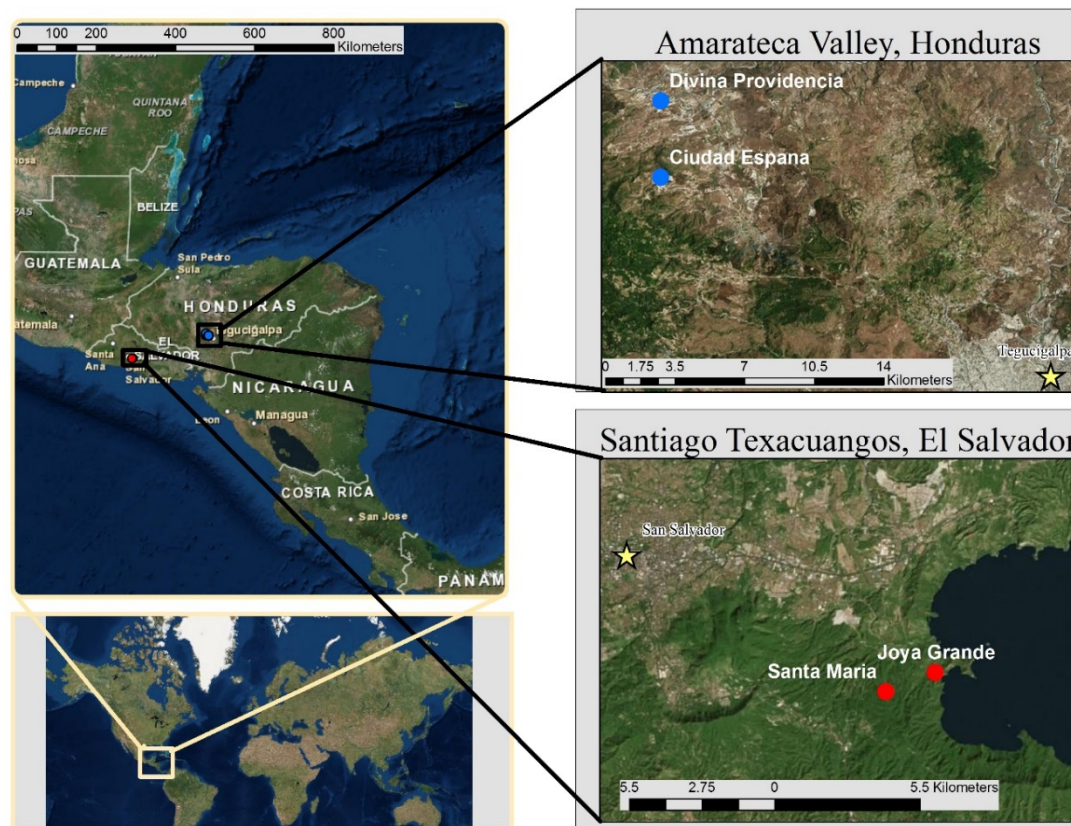 0 100 200 400 600 800
Kilometers
Campeche
QUINTANA
ROO
CAMPECHE
BELIZE
GUATEMALA
San Pedro
Sula
HONDURAS
EL
SALVADOR
Santa
Ana
Salvador
NICARAGUA
Leon
Managua
COSTA RICA
San Jose
PANAM
Amarateca Valley, Honduras
Divina Providencia
Ciudad Espana
Tegucigalpa
0 1.75 3.5 7 10.5 14
Kilometers
Santiago Texacuangos, El Salvador
San Salvador
Joya Grande
Santa Maria
5.5 2.75 0 5.5 Kilometers